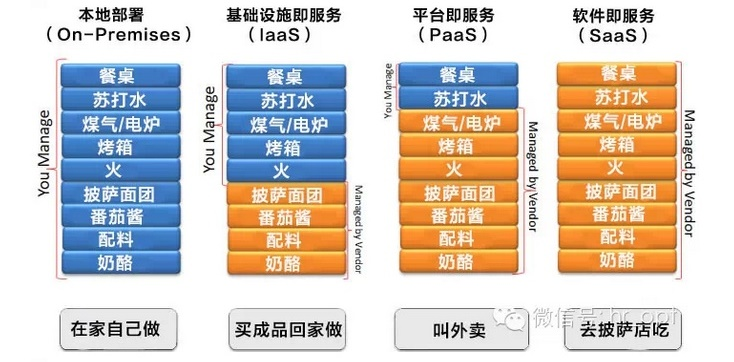 本地部署
（On-Premises）
You Manage
餐桌
苏打水
煤气/电炉
烤箱
火
披萨面团
番茄酱
配料
奶酪
在家自己做
基础设施即服务
（IaaS）
You Manage
餐桌
苏打水
煤气/电炉
烤箱
火
披萨面团
番茄酱
配料
奶酪
Managed by Vendor
买成品回家做
平台即服务
（PaaS）
You Manage
餐桌
苏打水
煤气/电炉
烤箱
火
披萨面团
番茄酱
配料
奶酪
Managed by Vendor
叫外卖
软件即服务
（SaaS）
餐桌
苏打水
煤气/电炉
烤箱
火
披萨面团
番茄酱
配料
奶酪
Managed by Vendor
去披萨店吃
微信号: